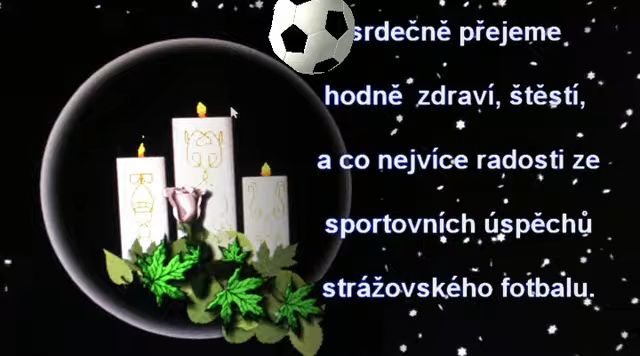 srdečně přejeme
hodně zdraví, štěstí,
a co nejvíce radosti ze
sportovních úspěchů
strážovského fotbalu.